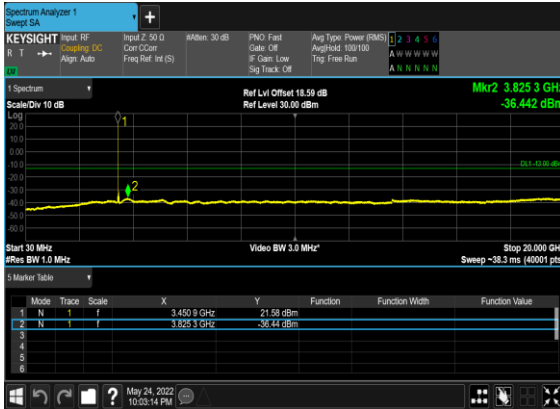 Spectrum Analyzer 1
Swept SA
+
KEYSIGHT
R T
Input: RF
Coupling: DC
Align: Auto
Input Z: 50 Ω
Corr CCorr
Freq Ref: Int (S)
#Atten: 30 dB
PNO: Fast
Gate: Off
IF Gain: Low
Sig Track: Off
Avg Type: Power (RMS)
Avg|Hold: 100/100
Trig: Free Run
1 2 3 4 5 6
A W W W W W
A N N N N N
1 Spectrum
Scale/Div 10 dB
Ref Lvl Offset 18.59 dB
Ref Level 30.00 dBm
Mkr2 3.825 3 GHz
-36.442 dBm
Log
20.0
10.0
0.00
-10.0
-20.0
-30.0
-40.0
-50.0
-60.0
1
2
DL1 -13.00 dBm
Start 30 MHz
#Res BW 1.0 MHz
Video BW 3.0 MHz*
Stop 20.000 GHz
Sweep ~38.3 ms (40001 pts)
5 Marker Table
Mode Trace Scale X Y Function Function Width Function Value
1 N 1 f 3.450 9 GHz 21.58 dBm
2 N 1 f 3.825 3 GHz -36.44 dBm
3
4
5
6
?
May 24, 2022
10:03:14 PM